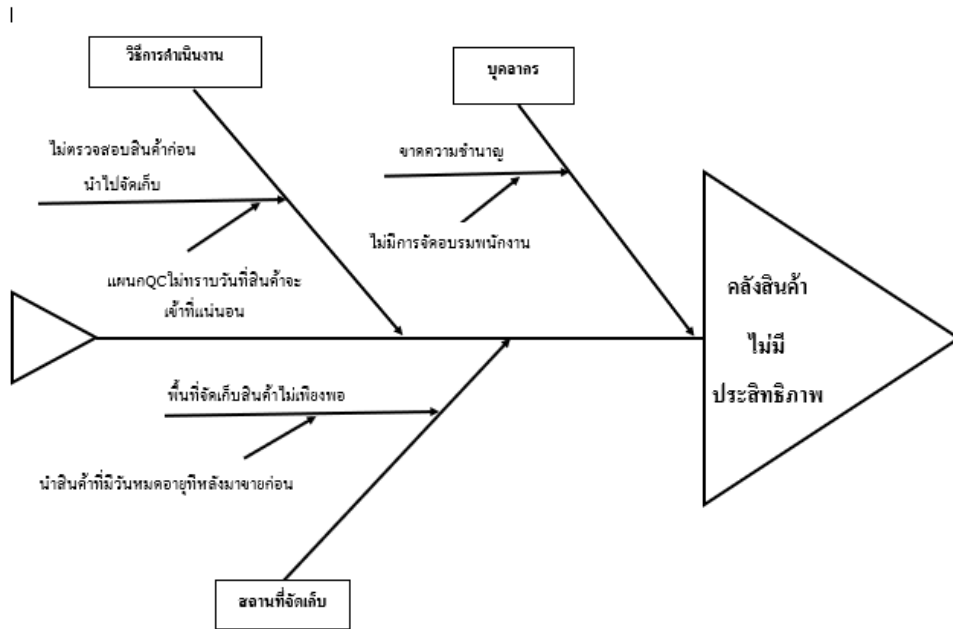 วิธีการดำเนินงาน
บุคลากร
ไม่ตรวจสอบสินค้าก่อน
นำไปจัดเก็บ
ขาดความชำนาญ
ไม่มีการจัดอบรมพนักงาน
แผนกQCไม่ทราบวันที่สินค้าจะ
เข้าที่แน่นอน
คลังสินค้า
ไม่มี
ประสิทธิภาพ
พื้นที่จัดเก็บสินค้าไม่เพียงพอ
นำสินค้าที่มีวันหมดอายุทีหลังมาขายก่อน
สถานที่จัดเก็บ